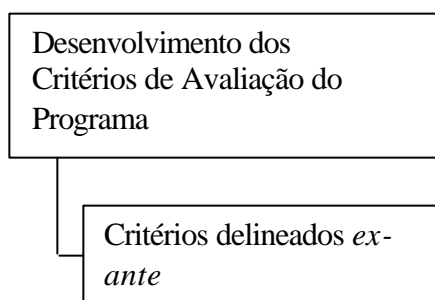 Desenvolvimento dos
Critérios de Avaliação do
Programa
Critérios delineados ex-
ante